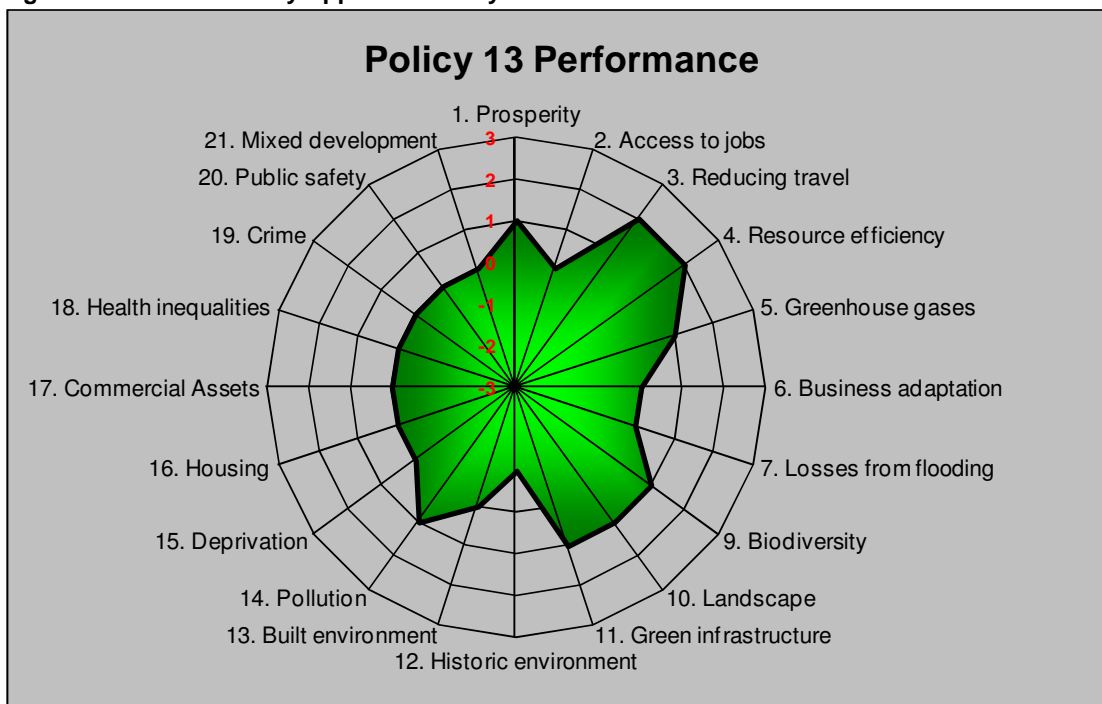 Policy 13 Performance
1. Prosperity
2. Access to jobs
3. Reducing travel
4. Resource efficiency
5. Greenhouse gases
6. Business adaptation
7. Losses from flooding
9. Biodiversity
10. Landscape
11. Green infrastructure
12. Historic environment
13. Built environment
14. Pollution
15. Deprivation
16. Housing
17. Commercial Assets
18. Health inequalities
19. Crime
20. Public safety
21. Mixed development
3
2
1
0
-1
-2
-3